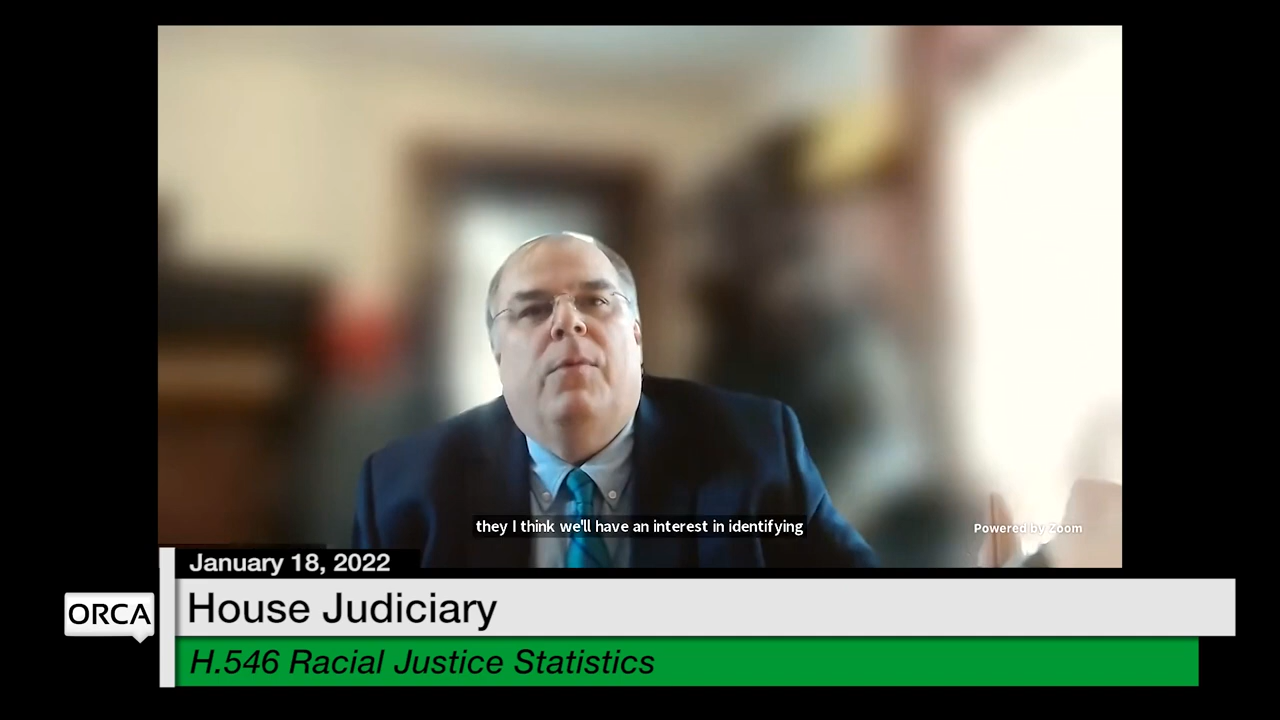 they I think we'll have an interest in identifying
Powered by Zoom
January 18, 2022
ORCA
House Judiciary
H.546 Racial Justice Statistics